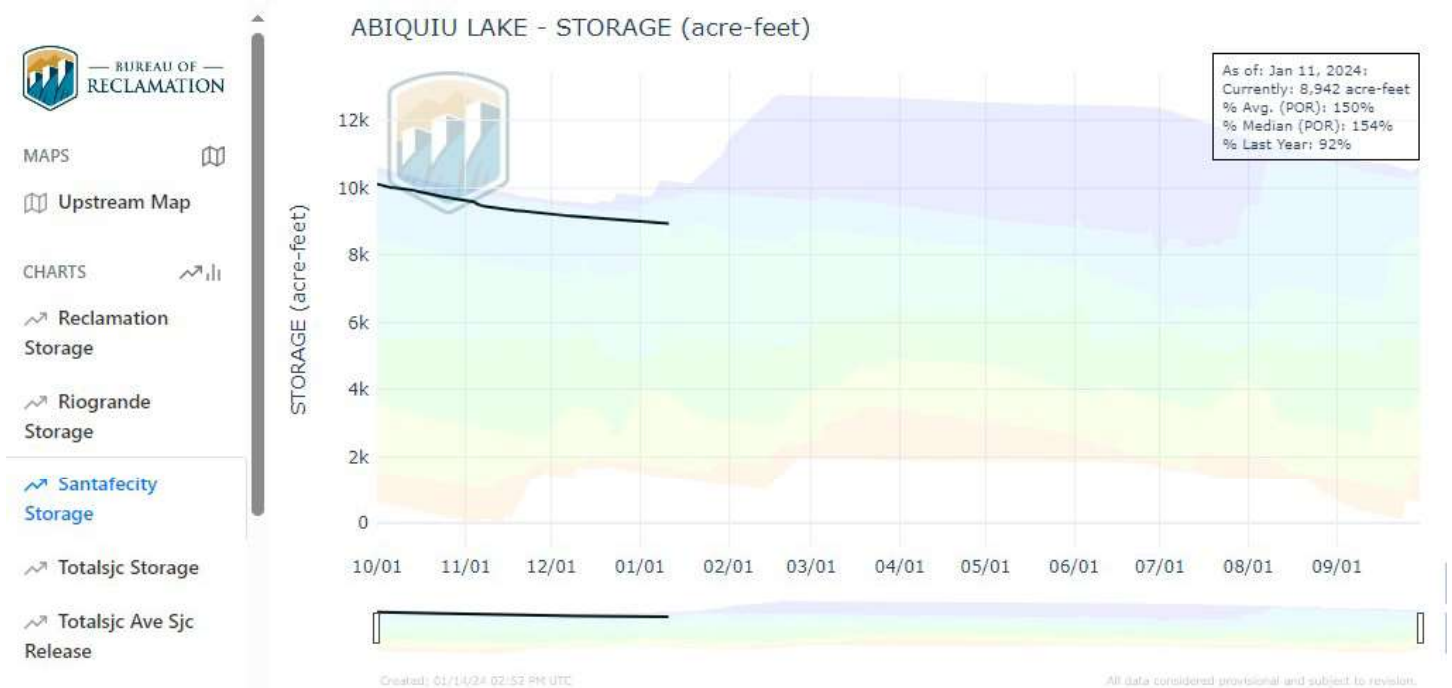 BUREAU OF
RECLAMATION
MAPS
Upstream Map
CHARTS
Reclamation
Storage
Riogrande
Storage
Santafecity
Storage
Totalsjc Storage
Totalsjc Ave Sjc
Release
ABIQUIU LAKE - STORAGE (acre-feet)
As of: Jan 11, 2024:
Currently: 8,942 acre-feet
% Avg. (POR): 150%
% Median (POR): 154%
% Last Year: 92%
STORAGE (acre-feet)
12k
10k
8k
6k
4k
2k
0
10/01 11/01 12/01 01/01 02/01 03/01 04/01 05/01 06/01 07/01 08/01 09/01
Created: 01/14/24 02:52 PM UTC
All data considered provisional and subject to revision.